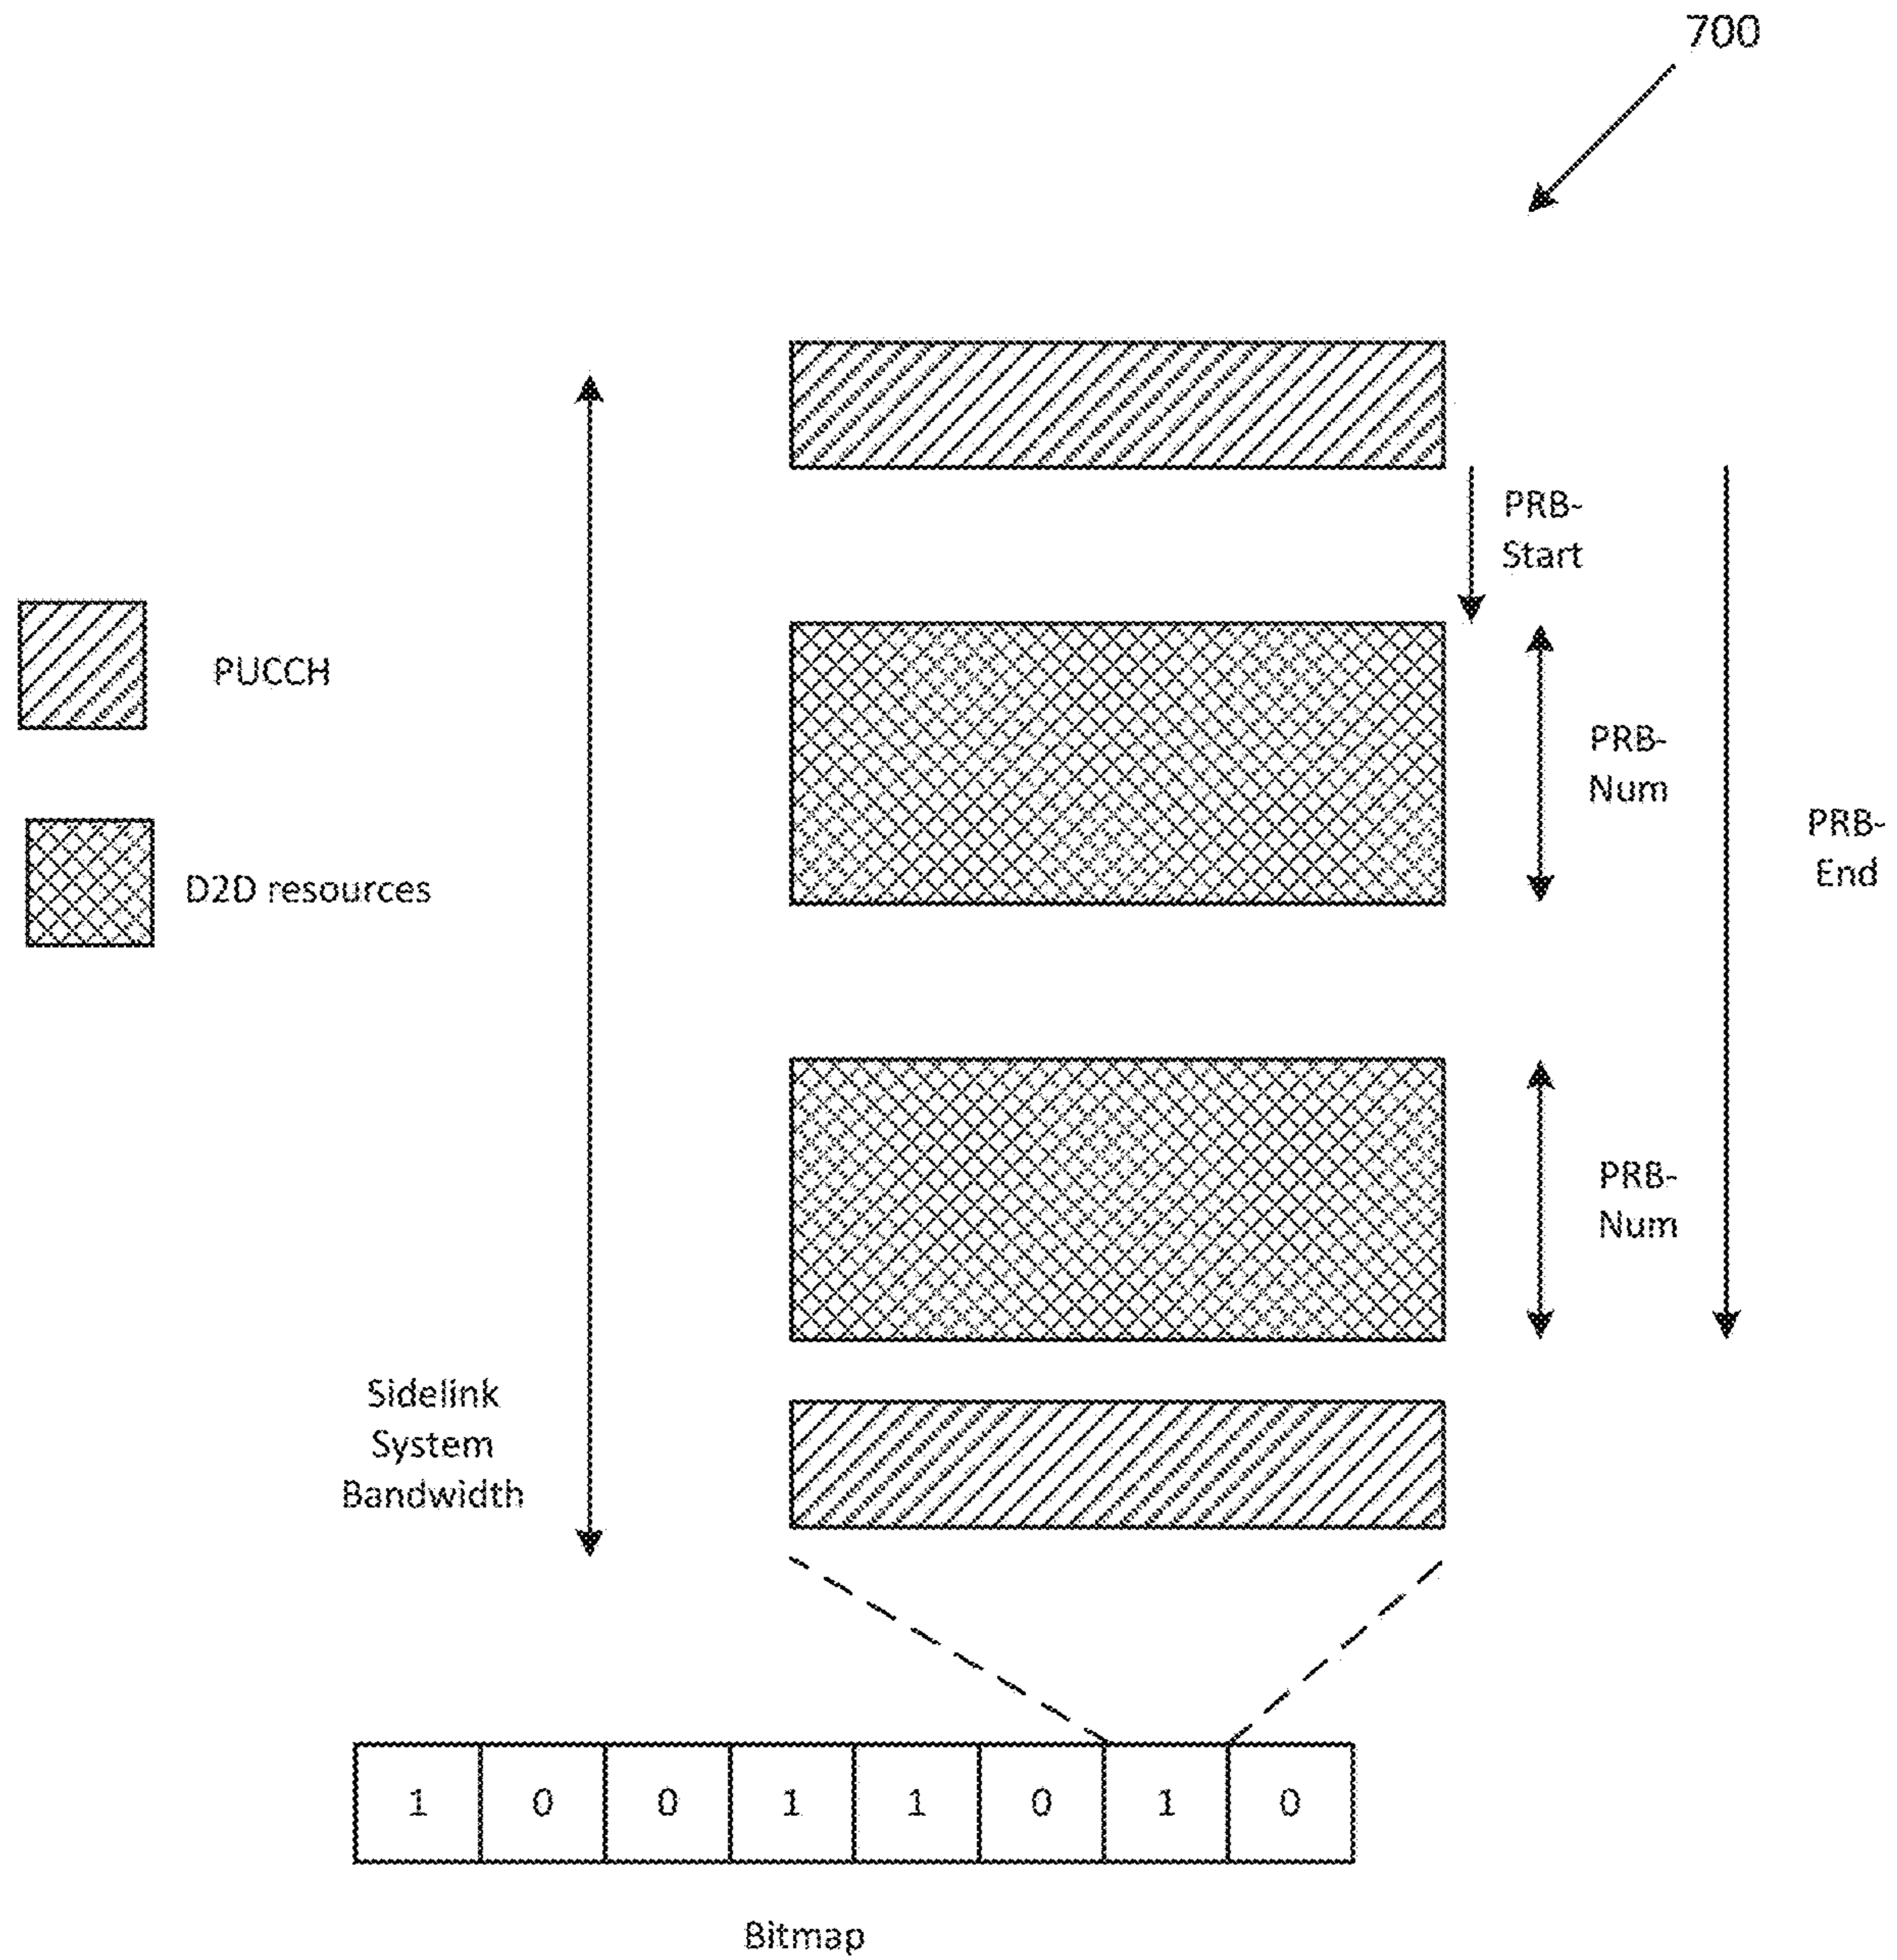 700
PRB-
Start
PUCCH
PRB-
Num
PRB-
End
D2D resources
PRB-
Num
Sidelink
System
Bandwidth
1 0 0 1 1 0 1 0
Bitmap